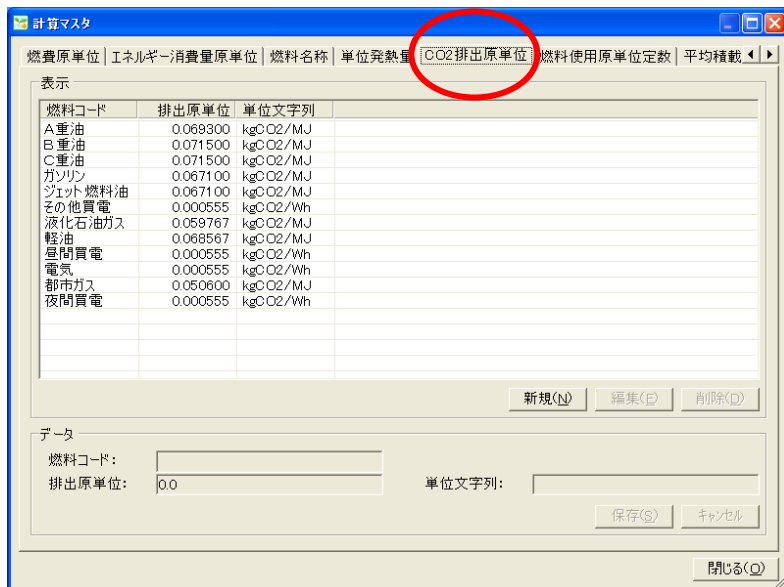 計算マスタ
燃費原単位 エネルギー消費量原単位 燃料名称 単位発熱量 CO2排出原単位 燃料使用原単位定数 平均積載
表示
燃料コード 排出原単位 単位文字列
A重油 0.069300 kgCO2/MJ
B重油 0.071500 kgCO2/MJ
C重油 0.071500 kgCO2/MJ
ガソリン 0.067100 kgCO2/MJ
ジェット燃料油 0.067100 kgCO2/MJ
その他買電 0.000555 kgCO2/Wh
液化石油ガス 0.059767 kgCO2/MJ
軽油 0.068567 kgCO2/MJ
昼間買電 0.000555 kgCO2/Wh
電気 0.000555 kgCO2/Wh
都市ガス 0.050600 kgCO2/MJ
夜間買電 0.000555 kgCO2/Wh
新規(N) 編集(E) 削除(D)
データ
燃料コード:
排出原単位: 0.0 単位文字列:
保存(S) キャンセル
閉じる(O)